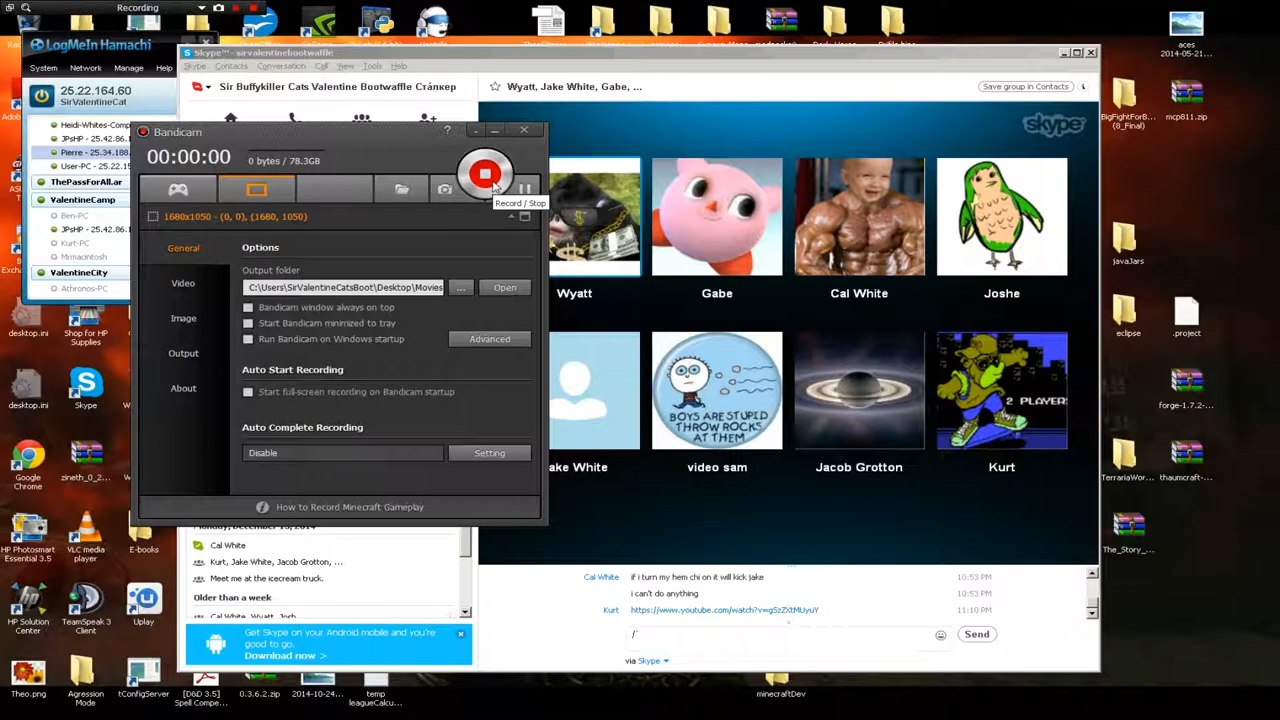 Recording
LogMeIn Hamachi
System Network Manage Help
25.22.164.60
SirValentineCat
Heidi-Whites-Comp
JPsHP - 25.42.86.1
Pierre - 25.34.188.
User-PC - 25.22.15
ThePassForAll.ar
ValentineCamp
Ben-PC
JPsHP - 25.42.86.1
Kurt-PC
Mrmacintosh
ValentineCity
Athronos-PC
Skype™ - sirvalentinebootwaffle
Skype Contacts Conversation Call View Tools Help
Sir Buffykiller Cats Valentine Bootwaffle Стáлкер
Wyatt, Jake White, Gabe, ...
Save group in Contacts
skype
Bandicam
00:00:00
0 bytes / 78.3GB
Record / Stop
1680x1050 - (0, 0), (1680, 1050)
General
Video
Image
Output
About
Options
Output folder
C:\Users\SirValentineCatsBoot\Desktop\Movies
...
Open
Bandicam window always on top
Start Bandicam minimized to tray
Run Bandicam on Windows startup
Advanced
Auto Start Recording
Start full-screen recording on Bandicam startup
Auto Complete Recording
Disable
Setting
How to Record Minecraft Gameplay
Wyatt
Gabe
Cal White
Joshe
BOYS ARE STUPID
THROW ROCKS
AT THEM
2 PLAYER
ake White
video sam
Jacob Grotton
Kurt
Cal White
Kurt, Jake White, Jacob Grotton, ...
Meet me at the icecream truck.
Older than a week
Cal White, Wyatt, Josh
Get Skype on your Android mobile and you're
good to go.
Download now >
Cal White if i turn my hem chi on it will kick jake 10:53 PM
i can't do anything 10:53 PM
Kurt https://www.youtube.com/watch?v=gSzZXtMUyuY 11:10 PM
Send
via Skype
desktop.ini
Shop for HP
Supplies
desktop.ini
Skype
Google
Chrome
zineth_0_2...
HP Photosmart
Essential 3.5
VLC media
player
E-books
HP Solution
Center
TeamSpeak 3
Client
Uplay
Theo.png
Agression
Mode
tConfigServer
[D&D 3.5]
Spell Compe...
0.3.6.2.zip
2014-10-24...
temp
leagueCalcu...
minecraftDev
aces
2014-05-21...
BigFightForB...
(8_Final)
mcp811.zip
javaJars
eclipse
.project
forge-1.7.2-...
TerrariaWor...
thaumcraft-...
The_Story_...